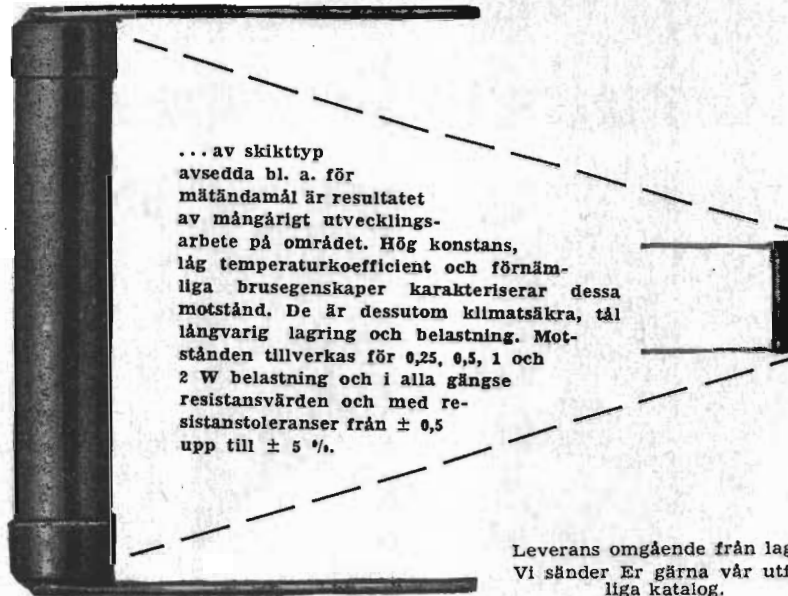 ... av skikttyp
avsedda bl. a. för
mätändamål är resultatet
av mångårigt utvecklings-
arbete på området. Hög konstans,
låg temperaturkoefficient och förnäm-
liga brusegenskaper karakteriserar dessa
motstånd. De är dessutom klimatsäkra, tål
långvarig lagring och belastning. Mot-
stånden tillverkas för 0,25, 0,5, 1 och
2 W belastning och i alla gängse
resistansvärden och med re-
sistanstoleranser från ± 0,5
upp till ± 5 %.
Leverans omgående från
Vi sänder Er gärna vår
liga katalog.